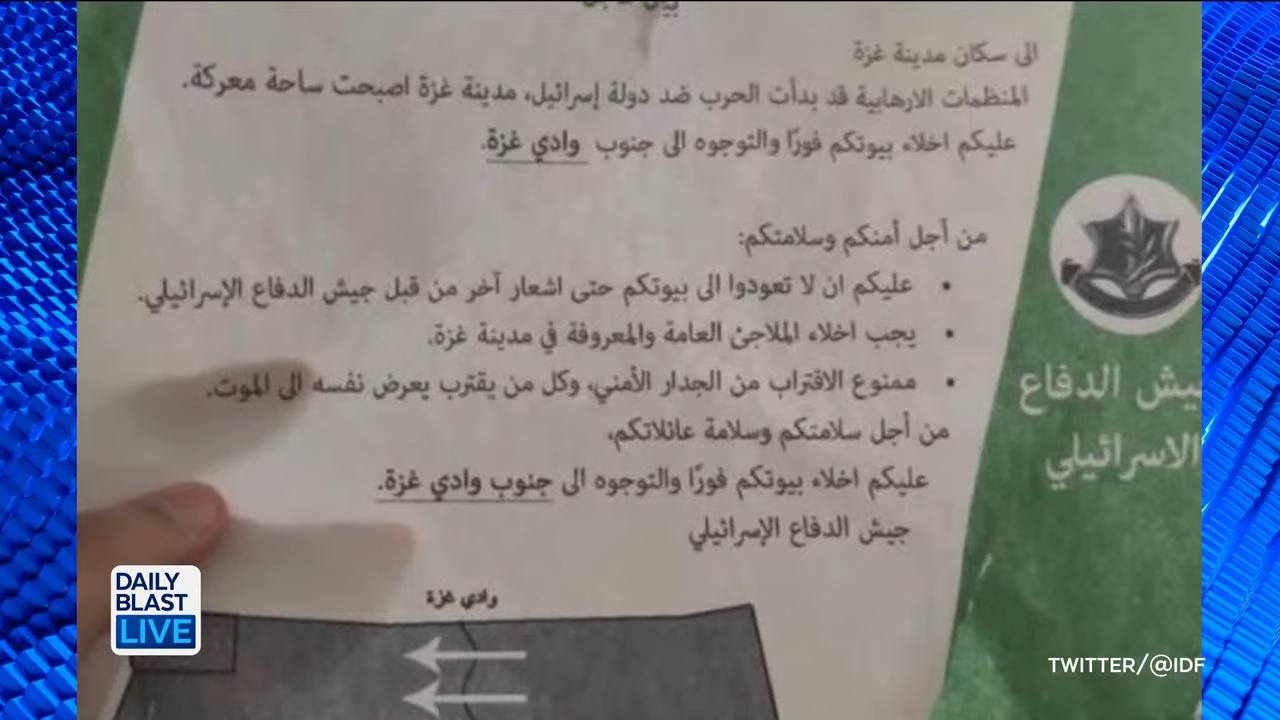 الى سكان مدينة غزة
المنظمات الارهابية قد بدأت الحرب ضد دولة إسرائيل، مدينة غزة اصبحت ساحة معركة.
عليكم اخلاء بيوتكم فورًا والتوجوه الى جنوب وادي غزة.
من أجل أمنكم وسلامتكم:
• عليكم ان لا تعودوا الى بيوتكم حتى اشعار آخر من قبل جيش الدفاع الإسرائيلي.
• يجب اخلاء الملاجئ العامة والمعروفة في مدينة غزة.
• ممنوع الاقتراب من الجدار الأمني، وكل من يقترب يعرض نفسه الى الموت.
من أجل سلامتكم وسلامة عائلاتكم،
عليكم اخلاء بيوتكم فورًا والتوجوه الى جنوب وادي غزة.
جيش الدفاع الإسرائيلي
وادي غزة
يش الدفاع
الاسرائيلي
DAILY
BLAST
LIVE
TWITTER/@IDF